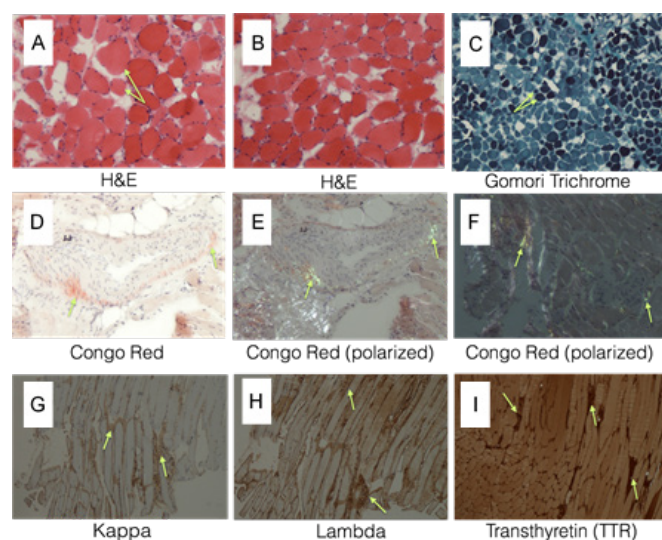 A
B
C
H&E
H&E
Gomori Trichrome
D
E
F
Congo Red
Congo Red (polarized)
Congo Red (polarized)
G
H
I
Kappa
Lambda
Transthyretin (TTR)